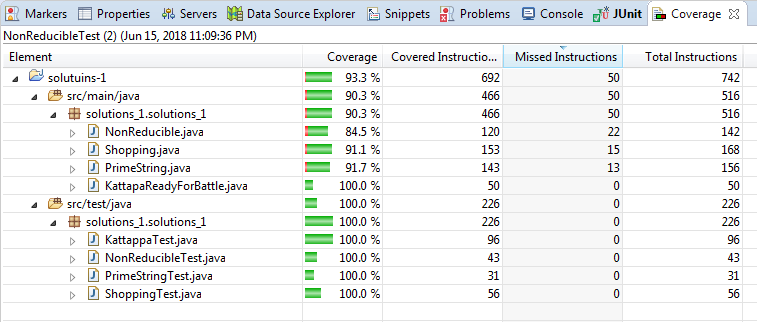 Markers Properties Servers Data Source Explorer Snippets Problems Console JUnit Coverage
NonReducibleTest (2) (Jun 15, 2018 11:09:36 PM)
Element Coverage Covered Instructio... Missed Instructions Total Instructions
solutuins-1 93.3 % 692 50 742
src/main/java 90.3 % 466 50 516
solutions_1.solutions_1 90.3 % 466 50 516
NonReducible.java 84.5 % 120 22 142
Shopping.java 91.1 % 153 15 168
PrimeString.java 91.7 % 143 13 156
KattapaReadyForBattle.java 100.0 % 50 0 50
src/test/java 100.0 % 226 0 226
solutions_1.solutions_1 100.0 % 226 0 226
KattappaTest.java 100.0 % 96 0 96
NonReducibleTest.java 100.0 % 43 0 43
PrimeStringTest.java 100.0 % 31 0 31
ShoppingTest.java 100.0 % 56 0 56